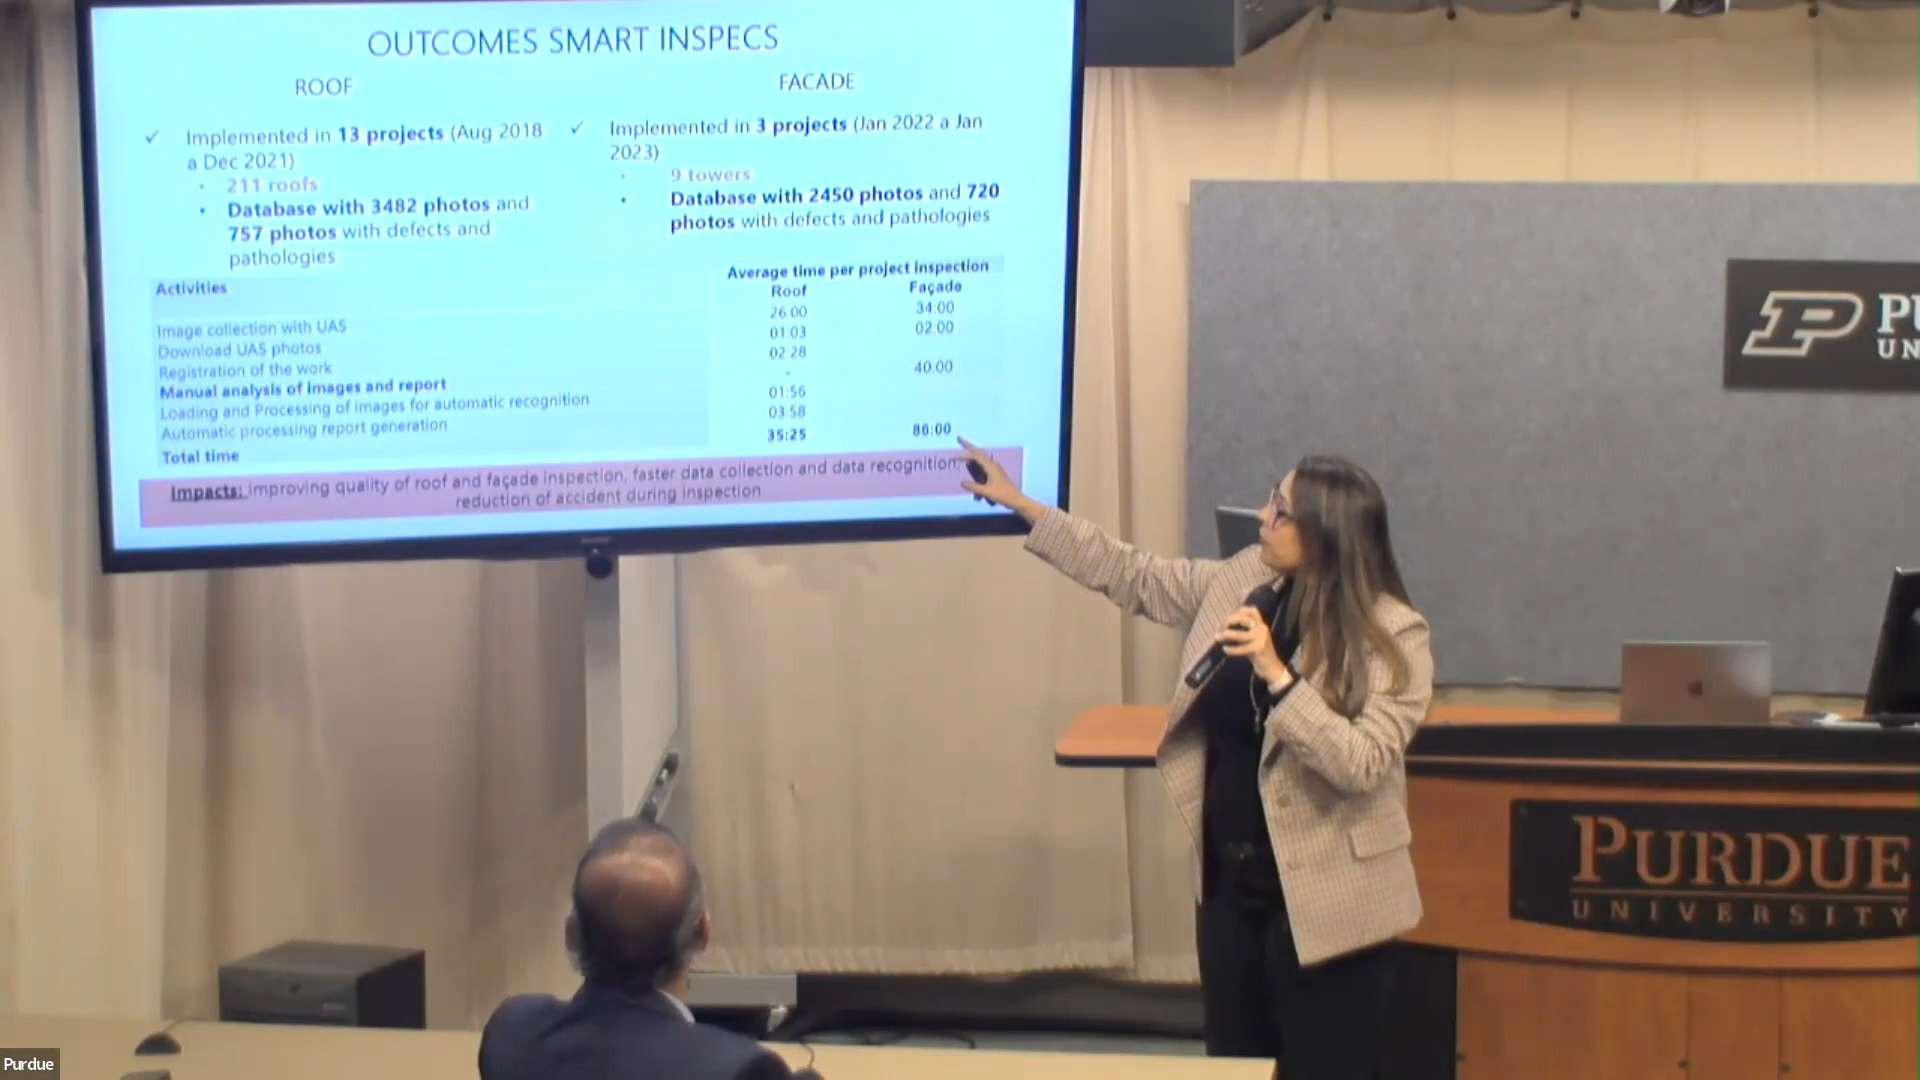 OUTCOMES SMART INSPECS
ROOF
✓ Implemented in 13 projects (Aug 2018
a Dec 2021)
• 211 roofs
• Database with 3482 photos and
757 photos with defects and
pathologies
FACADE
✓ Implemented in 3 projects (Jan 2022 a Jan
2023)
• 9 towers
• Database with 2450 photos and 720
photos with defects and pathologies
Activities
Average time per project inspection
Roof Façade
Image collection with UAS 26:00 34:00
Download UAS photos 01:03 02:00
Registration of the work 02:28
Manual analysis of images and report - 40:00
Loading and Processing of images for automatic recognition 01:56
Automatic processing report generation 03:58
Total time 35:25 86:00
Impacts: Improving quality of roof and façade inspection, faster data collection and data recognition,
reduction of accident during inspection
P PU
UN
PURDUE
UNIVERSITY
Purdue